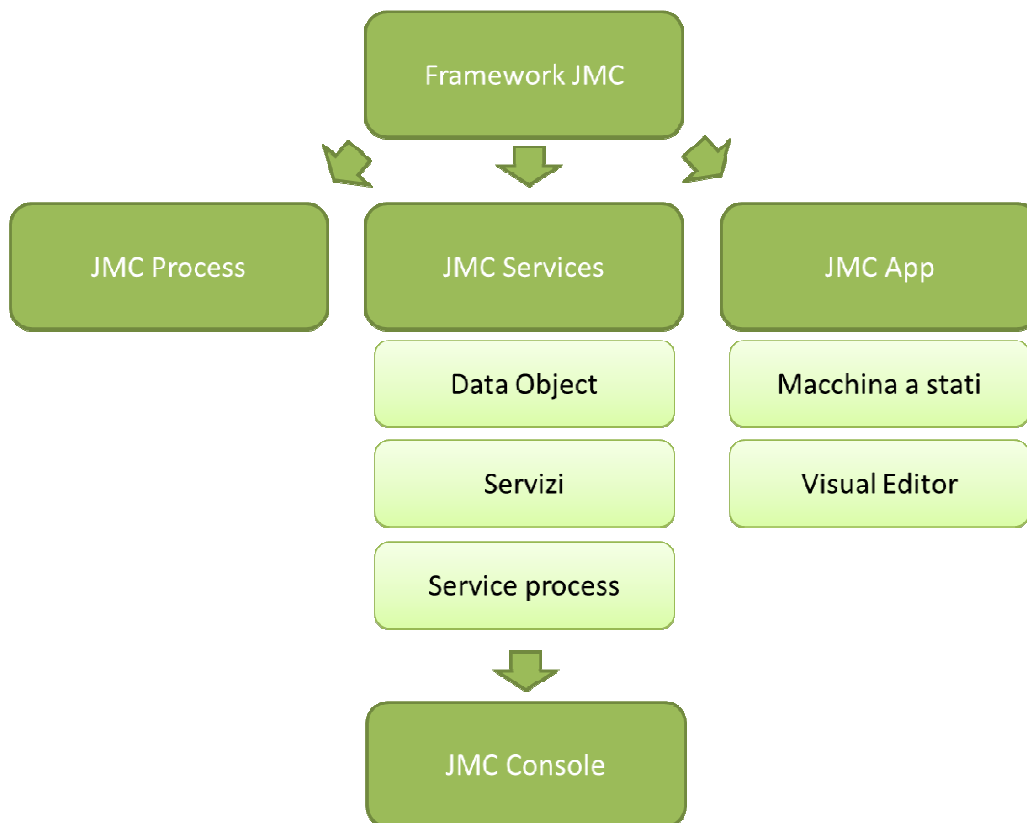 Framework JMC
JMC Process
JMC Services
JMC App
Data Object
Macchina a stati
Servizi
Visual Editor
Service process
JMC Console